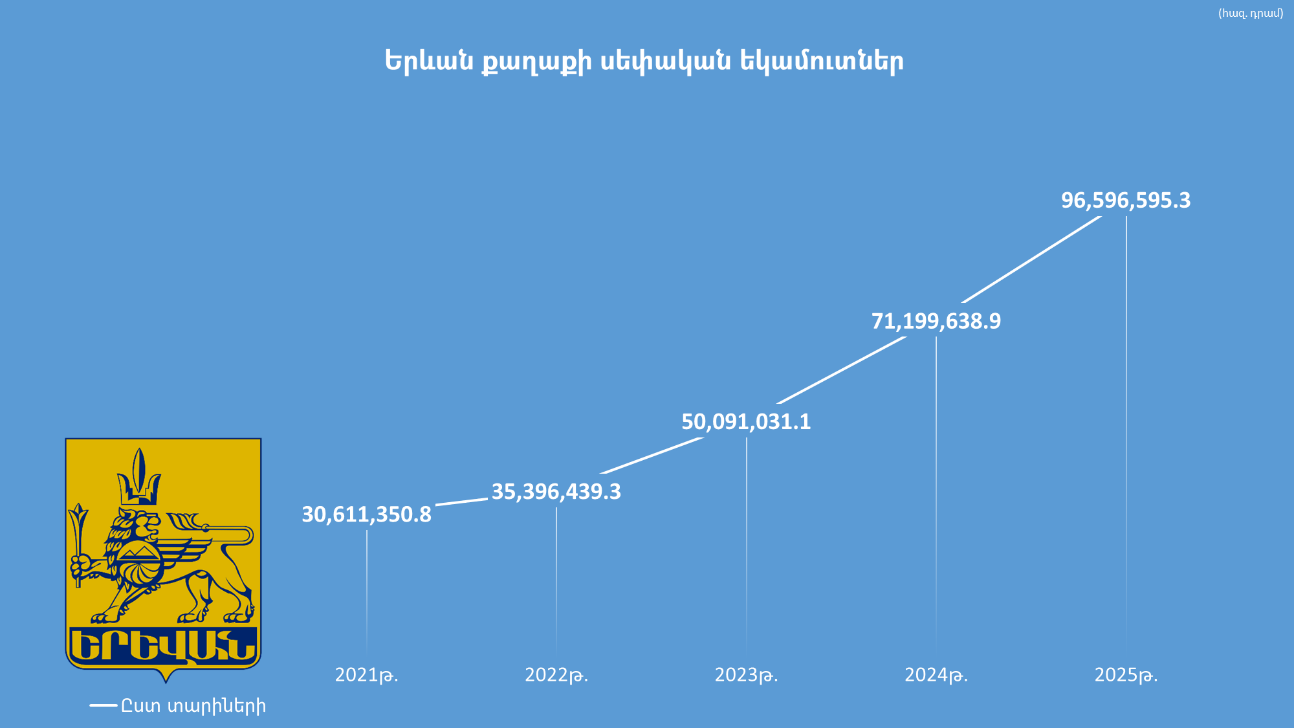 (հազ. դրամ)
Երևան քաղաքի սեփական եկամուտներ
96,596,595.3
71,199,638.9
50,091,031.1
35,396,439.3
30,611,350.8
ԵՐԵՎԱՆ
2021թ.
2022թ.
2023թ.
2024թ.
2025թ.
Ըստ տարիների